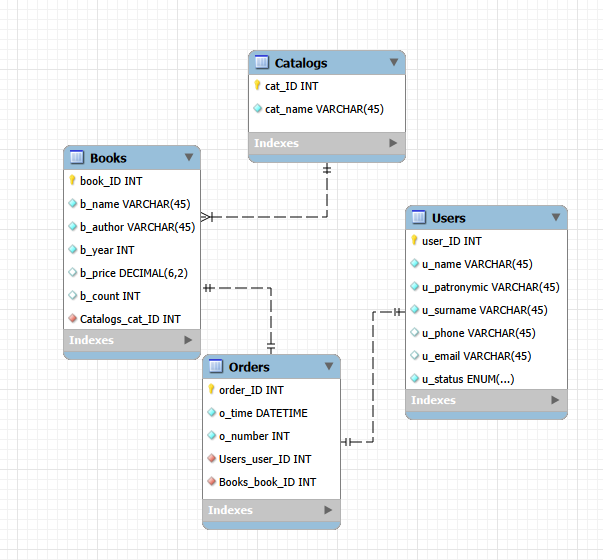 Catalogs
cat_ID INT
cat_name VARCHAR(45)
Indexes
Books
book_ID INT
b_name VARCHAR(45)
b_author VARCHAR(45)
b_year INT
b_price DECIMAL(6,2)
b_count INT
Catalogs_cat_ID INT
Indexes
Users
user_ID INT
u_name VARCHAR(45)
u_patronymic VARCHAR(45)
u_surname VARCHAR(45)
u_phone VARCHAR(45)
u_email VARCHAR(45)
u_status ENUM(...)
Indexes
Orders
order_ID INT
o_time DATETIME
o_number INT
Users_user_ID INT
Books_book_ID INT
Indexes